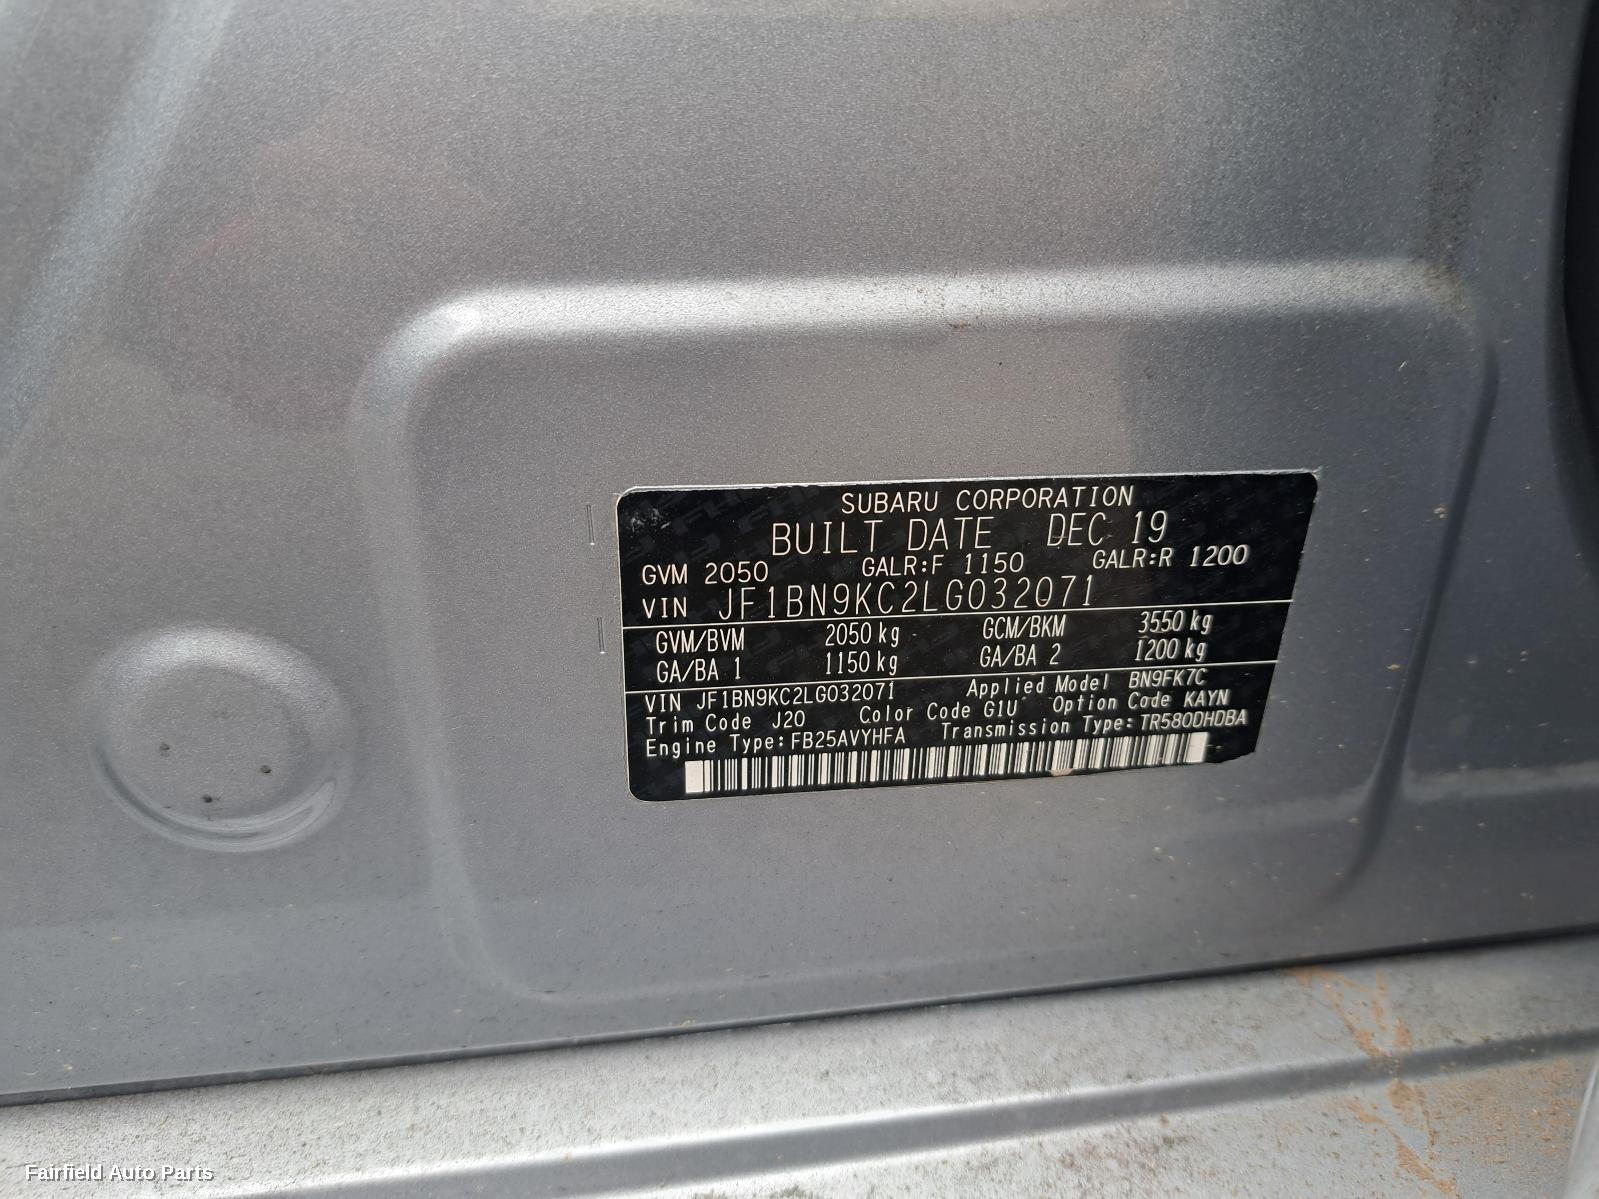 SUBARU CORPORATION
BUILT DATE DEC 19
GVM 2050 GALR:F 1150 GALR:R 1200
VIN JF1BN9KC2LG032071
GVM/BVM 2050 kg GCM/BKM 3550 kg
GA/BA 1 1150 kg GA/BA 2 1200 kg
VIN JF1BN9KC2LG032071 Applied Model BN9FK7C
Trim Code J20 Color Code G1U Option Code KAYN
Engine Type: FB25AVYHFA Transmission Type: TR580DHDBA
Fairfield Auto Parts